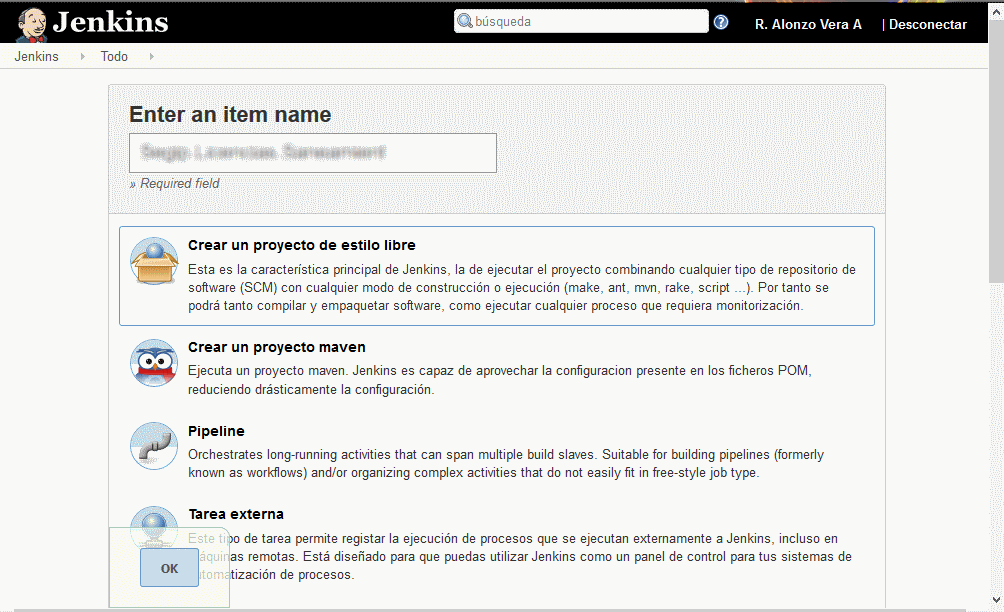 Jenkins
búsqueda
?
R. Alonzo Vera A
| Desconectar
Jenkins
Todo
Enter an item name
» Required field
Crear un proyecto de estilo libre
Esta es la característica principal de Jenkins, la de ejecutar el proyecto combinando cualquier tipo de repositorio de
software (SCM) con cualquier modo de construcción o ejecución (make, ant, mvn, rake, script ...). Por tanto se
podrá tanto compilar y empaquetar software, como ejecutar cualquier proceso que requiera monitorización.
Crear un proyecto maven
Ejecuta un proyecto maven. Jenkins es capaz de aprovechar la configuracion presente en los ficheros POM,
reduciendo drásticamente la configuración.
Pipeline
Orchestrates long-running activities that can span multiple build slaves. Suitable for building pipelines (formerly
known as workflows) and/or organizing complex activities that do not easily fit in free-style job type.
Tarea externa
Este tipo de tarea permite registar la ejecución de procesos que se ejecutan externamente a Jenkins, incluso en
máquinas remotas. Está diseñado para que puedas utilizar Jenkins como un panel de control para tus sistemas de
automatización de procesos.
OK